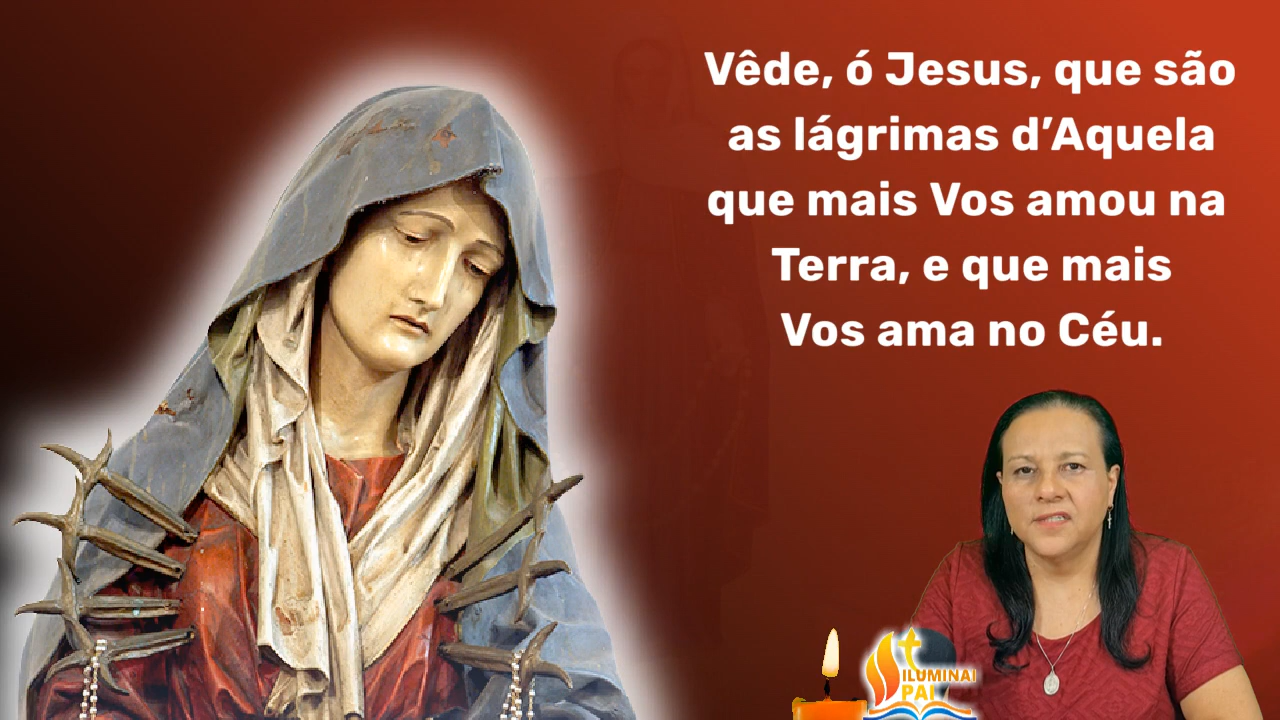 Vêde, ó Jesus, que são
as lágrimas d’Aquela
que mais Vos amou na
Terra, e que mais
Vos ama no Céu.
ILUMINAI
PAI